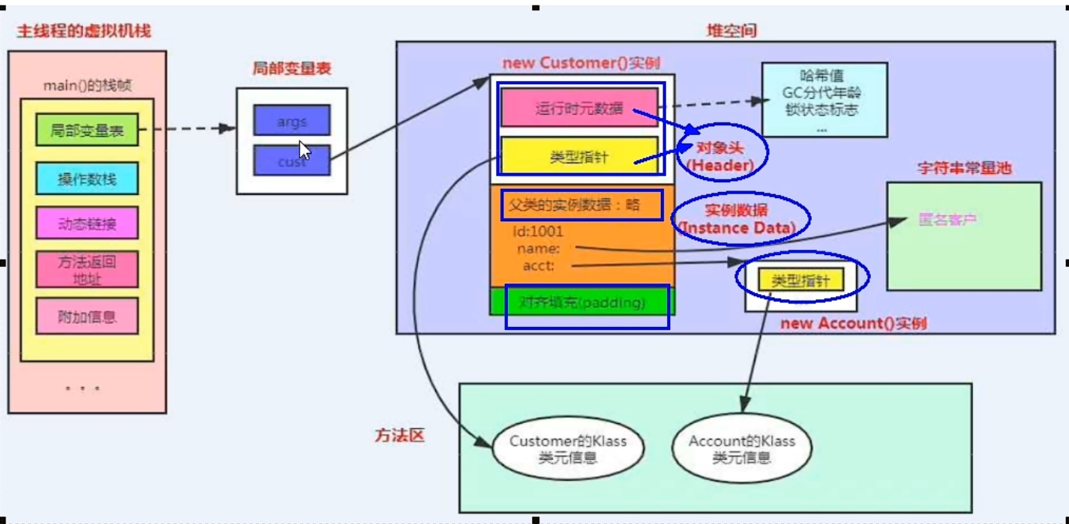 主线程的虚拟机栈
main()的栈帧
局部变量表
操作数栈
动态链接
方法返回
地址
附加信息
。。。
局部变量表
args
cust
堆空间
new Customer()实例
运行时元数据
类型指针
父类的实例数据：略
id:1001
name:
acct:
对齐填充(padding)
哈希值
GC分代年龄
锁状态标志
...
对象头
(Header)
实例数据
(Instance Data)
字符串常量池
匿名客户
类型指针
new Account()实例
方法区
Customer的Klass
类元信息
Account的Klass
类元信息